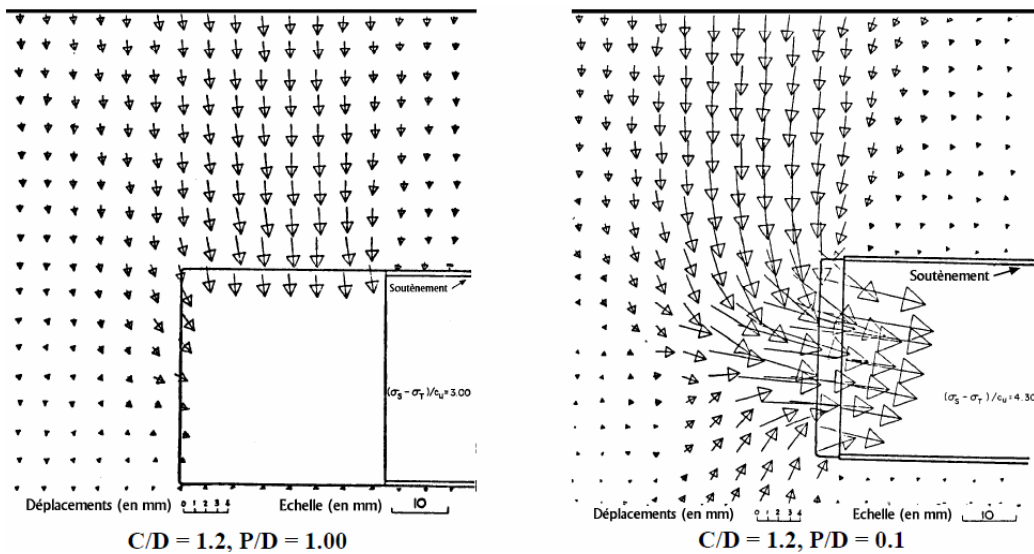 Soutènement
(σS – σT)/cu=3.00
Déplacements (en mm) 0 1 2 3 4
Echelle (en mm) 10
C/D = 1.2, P/D = 1.00
Soutènement
(σS – σT)/cu=4.30
Déplacements (en mm) 0 1 2 3 4
Echelle (en mm) 10
C/D = 1.2, P/D = 0.1